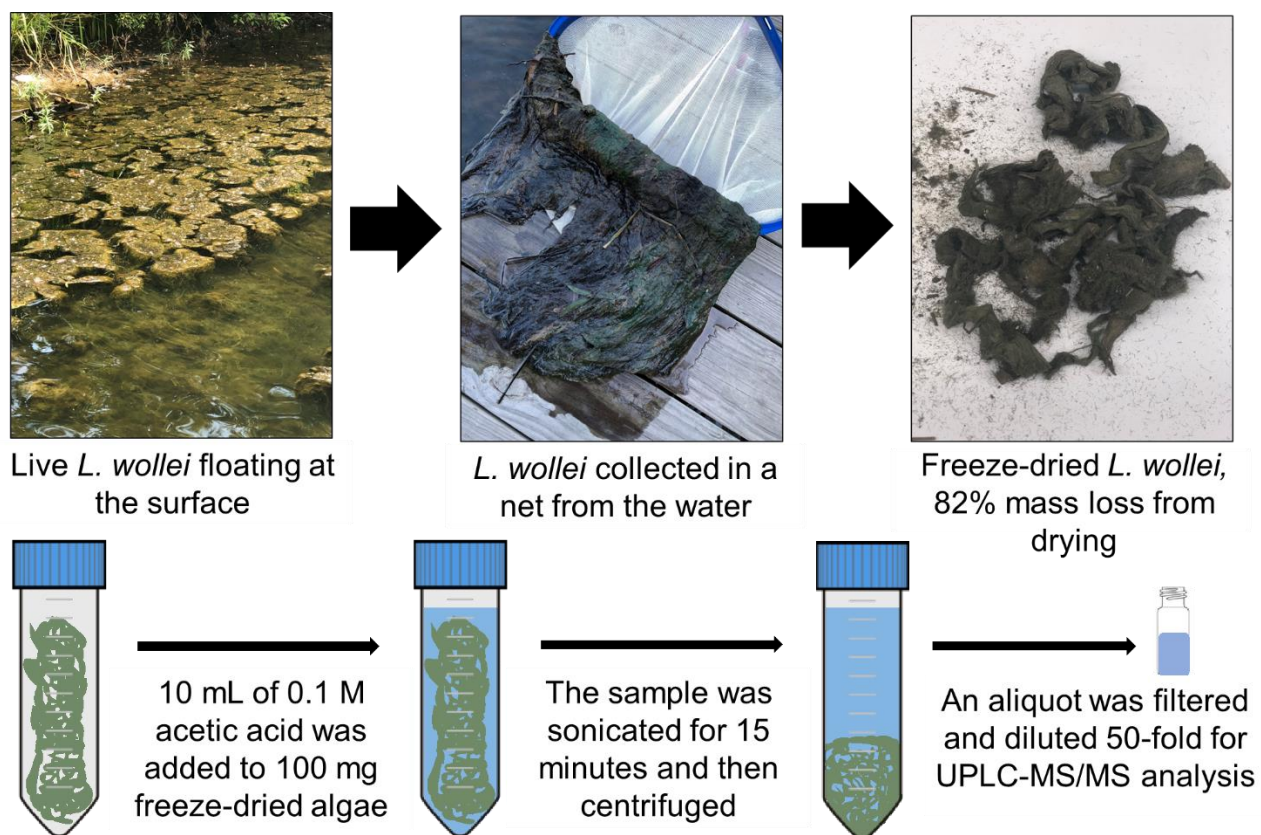 Live L. wollei floating at
the surface
L. wollei collected in a
net from the water
Freeze-dried L. wollei,
82% mass loss from
drying
10 mL of 0.1 M
acetic acid was
added to 100 mg
freeze-dried algae
The sample was
sonicated for 15
minutes and then
centrifuged
An aliquot was filtered
and diluted 50-fold for
UPLC-MS/MS analysis